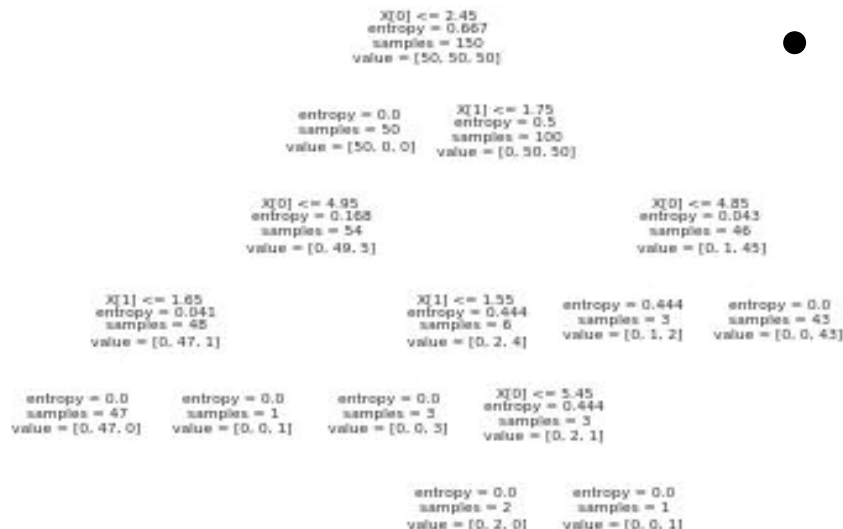 X[0] <= 2.45
entropy = 0.667
samples = 150
value = [50, 50, 50]
entropy = 0.0
samples = 50
value = [50, 0, 0]
X[1] <= 1.75
entropy = 0.5
samples = 100
value = [0, 50, 50]
X[0] <= 4.95
entropy = 0.168
samples = 54
value = [0, 49, 5]
X[0] <= 4.85
entropy = 0.043
samples = 46
value = [0, 1, 45]
X[1] <= 1.65
entropy = 0.041
samples = 48
value = [0, 47, 1]
X[1] <= 1.55
entropy = 0.444
samples = 6
value = [0, 2, 4]
entropy = 0.444
samples = 3
value = [0, 1, 2]
entropy = 0.0
samples = 43
value = [0, 0, 43]
entropy = 0.0
samples = 47
value = [0, 47, 0]
entropy = 0.0
samples = 1
value = [0, 0, 1]
entropy = 0.0
samples = 3
value = [0, 0, 3]
X[0] <= 5.45
entropy = 0.444
samples = 3
value = [0, 2, 1]
entropy = 0.0
samples = 2
value = [0, 2, 0]
entropy = 0.0
samples = 1
value = [0, 0, 1]